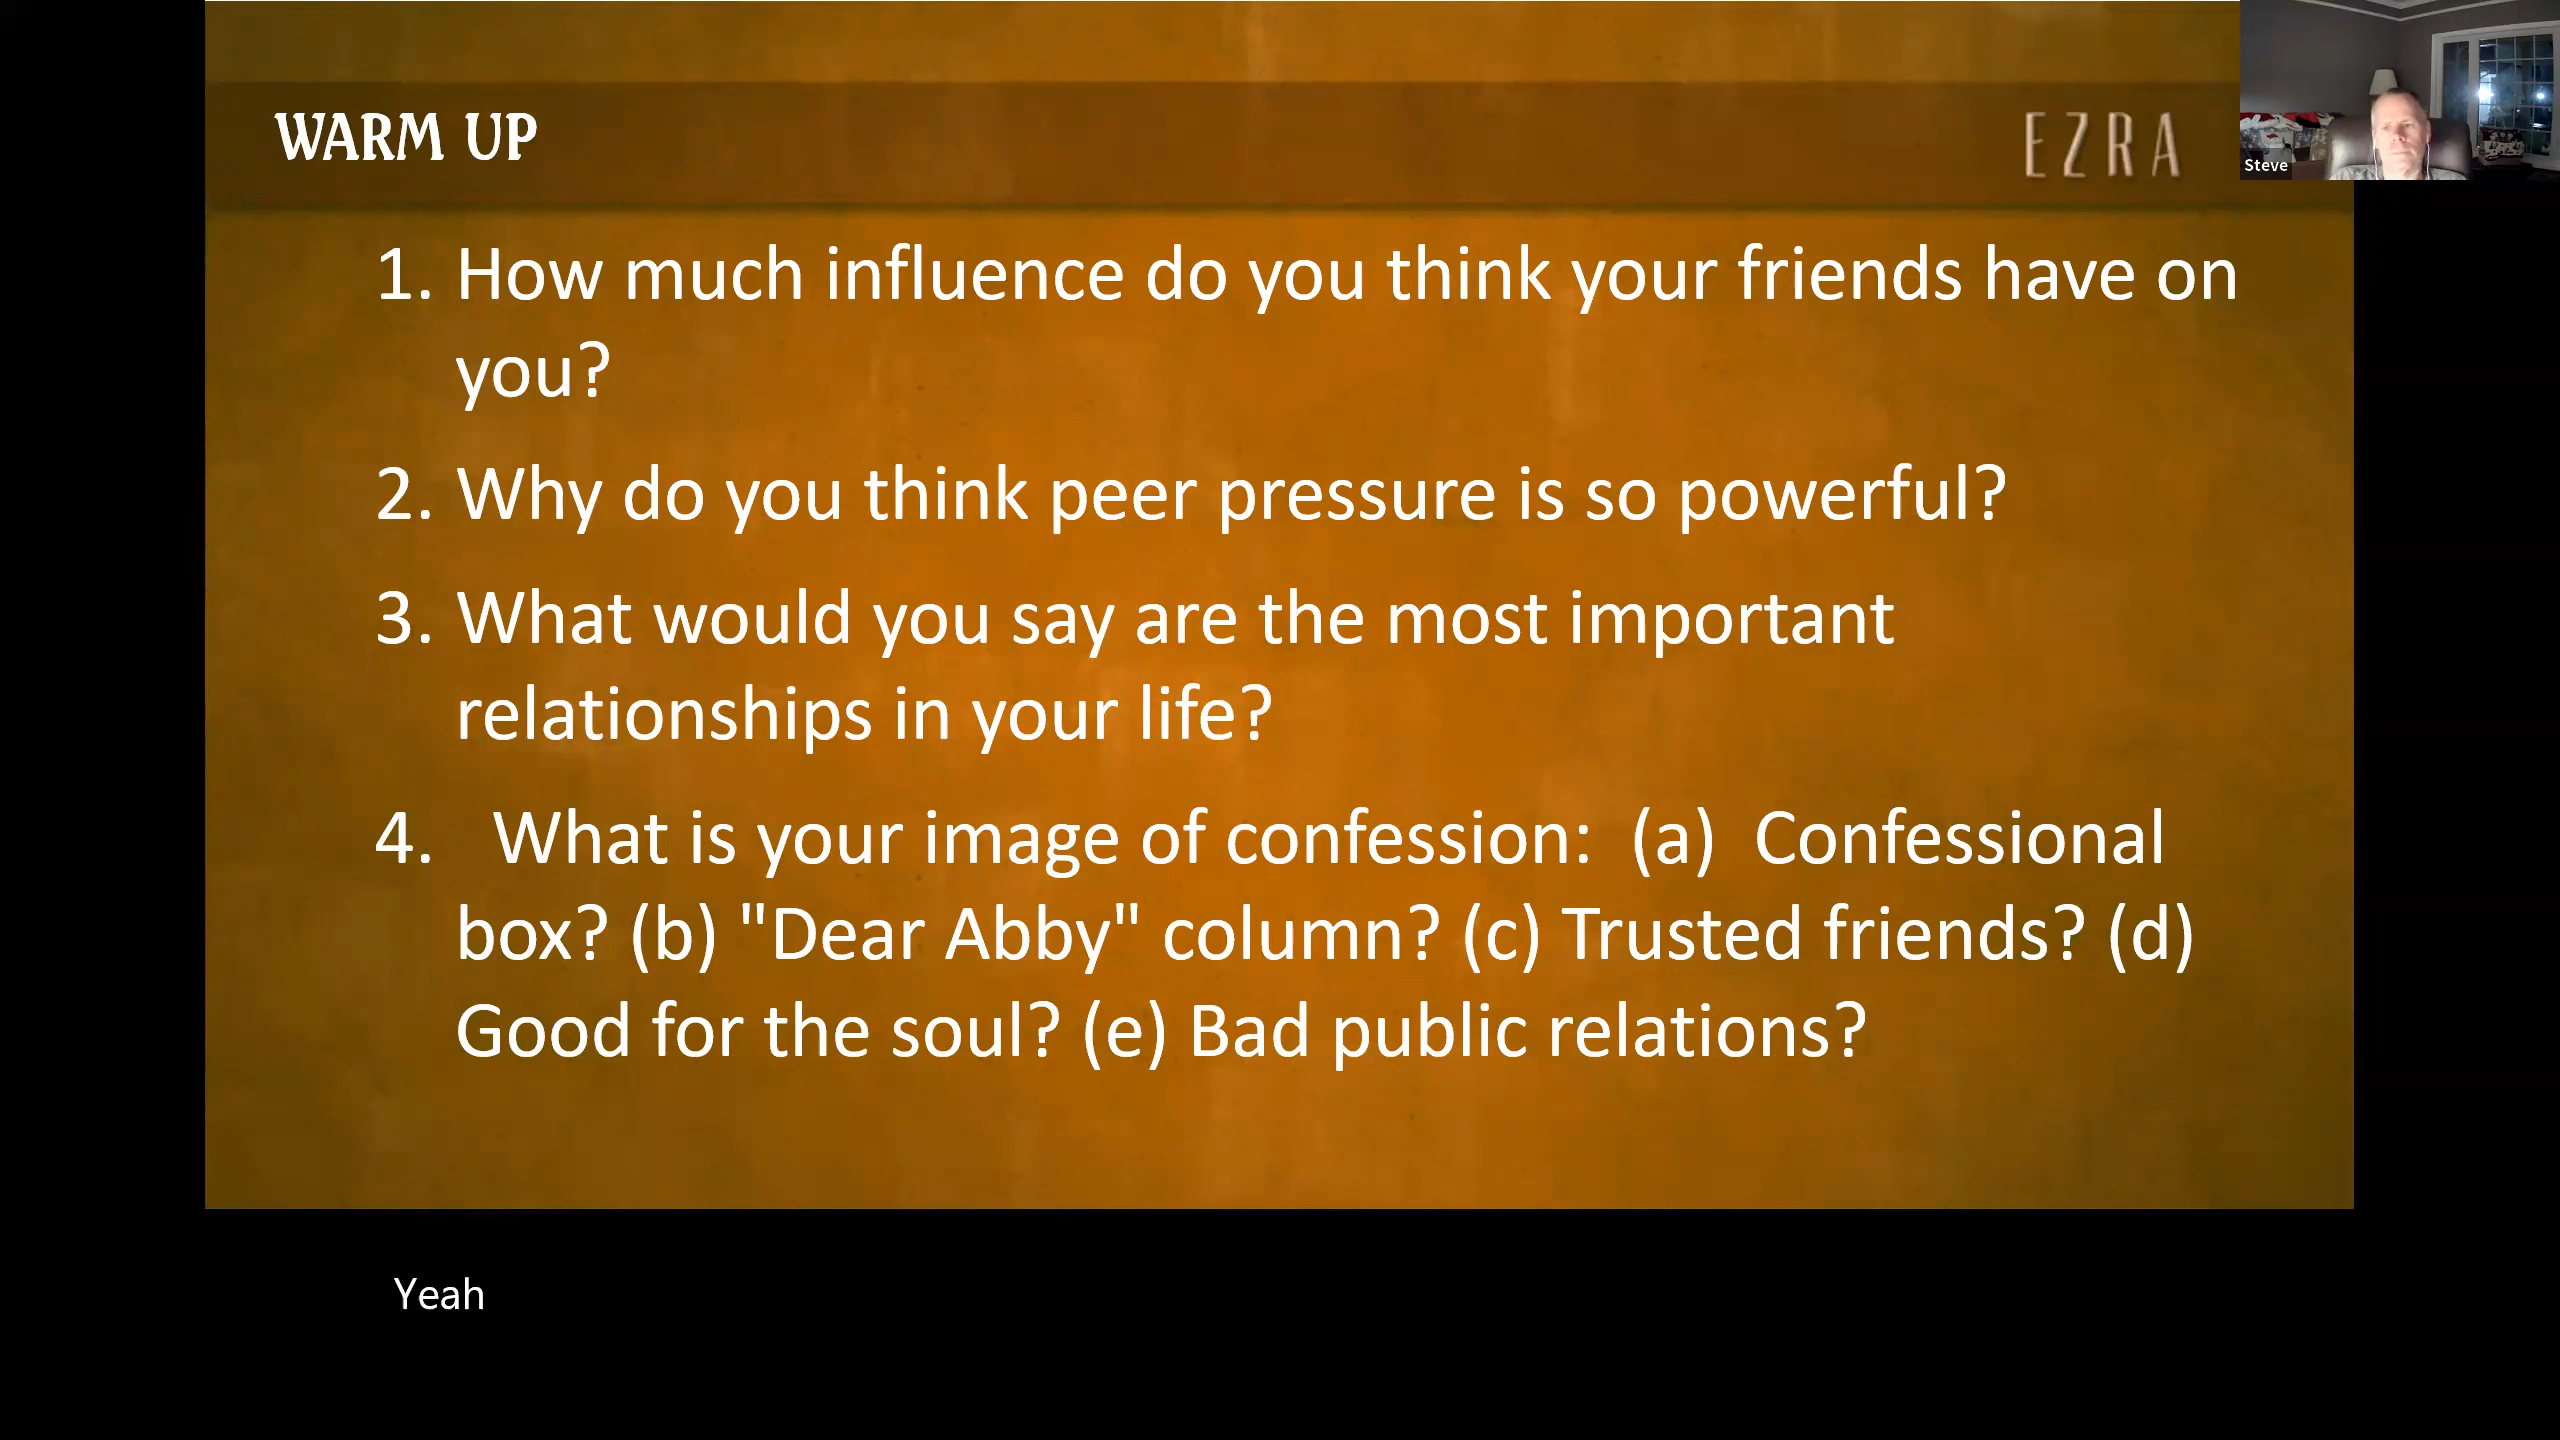 WARM UP
EZRA
Steve
1. How much influence do you think your friends have on
you?
2. Why do you think peer pressure is so powerful?
3. What would you say are the most important
relationships in your life?
4. What is your image of confession: (a) Confessional
box? (b) "Dear Abby" column? (c) Trusted friends? (d)
Good for the soul? (e) Bad public relations?
Yeah